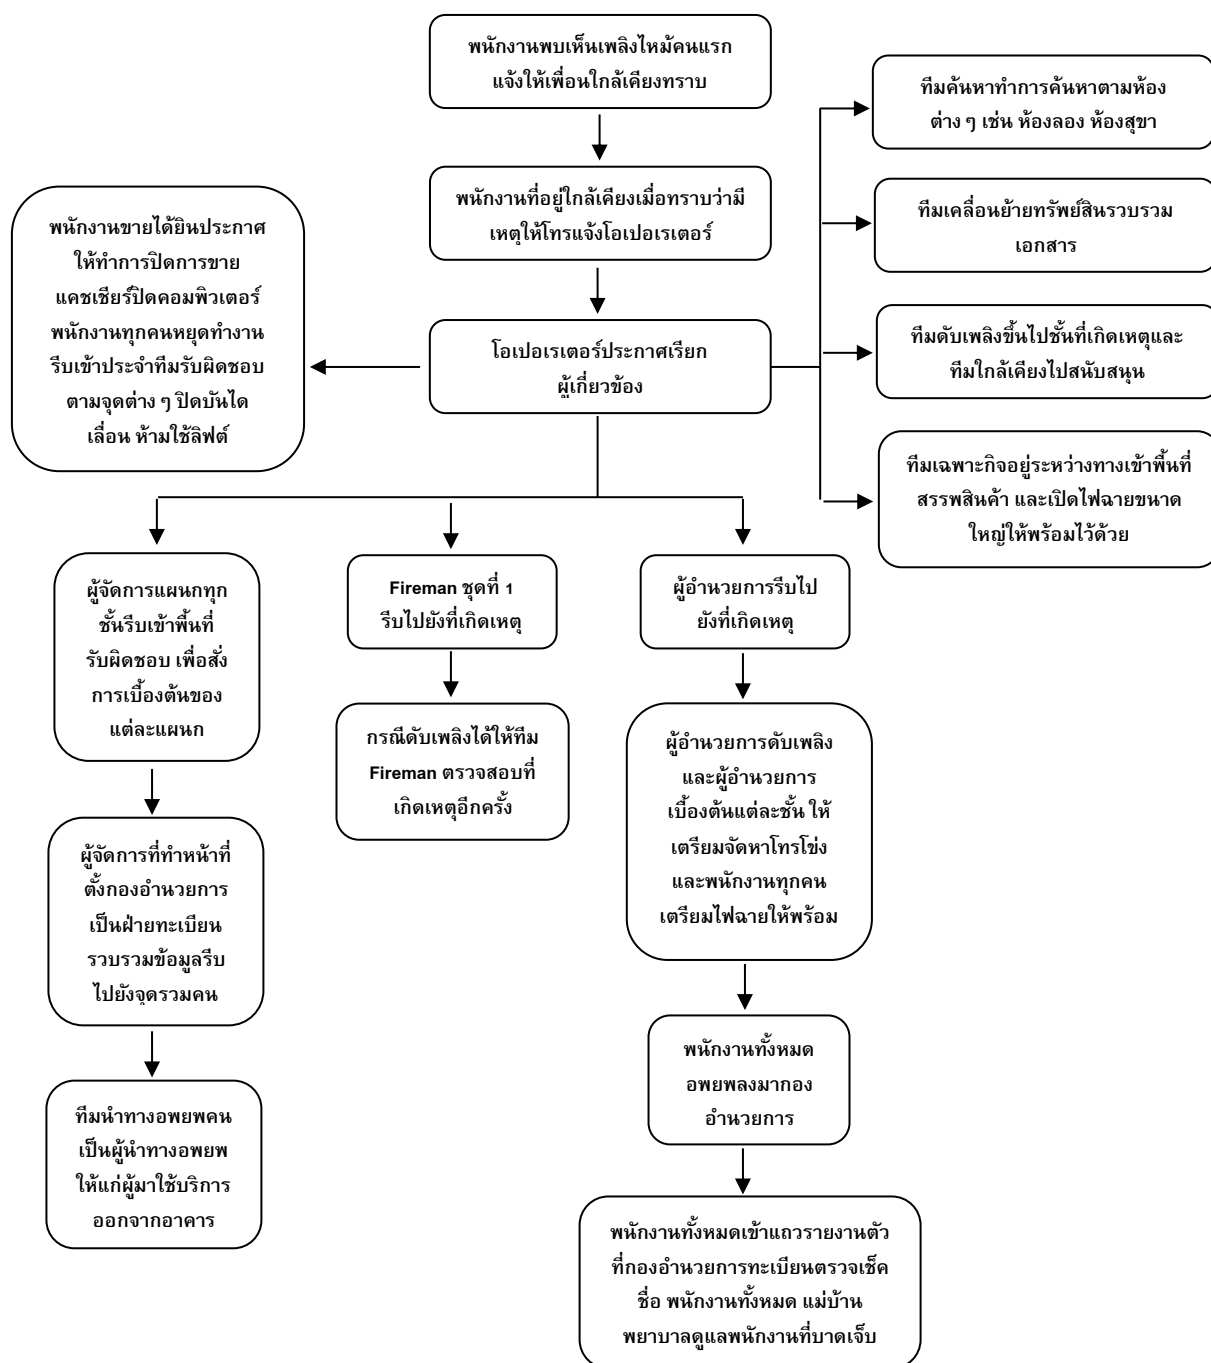 พนักงานพบเห็นเพลิงไหม้คนแรก
แจ้งให้เพื่อนใกล้เคียงทราบ
พนักงานที่อยู่ใกล้เคียงเมื่อทราบว่ามี
เหตุให้โทรแจ้งโอเปอเรเตอร์
โอเปอเรเตอร์ประกาศเรียก
ผู้เกี่ยวข้อง
พนักงานขายได้ยินประกาศ
ให้ทำการปิดการขาย
แคชเชียร์ปิดคอมพิวเตอร์
พนักงานทุกคนหยุดทำงาน
รีบเข้าประจำทีมรับผิดชอบ
ตามจุดต่าง ๆ ปิดบันได
เลื่อน ห้ามใช้ลิฟต์
ทีมค้นหาทำการค้นหาตามห้อง
ต่าง ๆ เช่น ห้องลอง ห้องสุขา
ทีมเคลื่อนย้ายทรัพย์สินรวบรวม
เอกสาร
ทีมดับเพลิงขึ้นไปชั้นที่เกิดเหตุและ
ทีมใกล้เคียงไปสนับสนุน
ทีมเฉพาะกิจอยู่ระหว่างทางเข้าพื้นที่
สรรพสินค้า และเปิดไฟฉายขนาด
ใหญ่ให้พร้อมไว้ด้วย
ผู้จัดการแผนกทุก
ชั้นรีบเข้าพื้นที่
รับผิดชอบ เพื่อสั่ง
การเบื้องต้นของ
แต่ละแผนก
ผู้จัดการที่ทำหน้าที่
ตั้งกองอำนวยการ
เป็นฝ่ายทะเบียน
รวบรวมข้อมูลรีบ
ไปยังจุดรวมคน
ทีมนำทางอพยพคน
เป็นผู้นำทางอพยพ
ให้แก่ผู้มาใช้บริการ
ออกจากอาคาร
Fireman ชุดที่ 1
รีบไปยังที่เกิดเหตุ
กรณีดับเพลิงได้ให้ทีม
Fireman ตรวจสอบที่
เกิดเหตุอีกครั้ง
ผู้อำนวยการรีบไป
ยังที่เกิดเหตุ
ผู้อำนวยการดับเพลิง
และผู้อำนวยการ
เบื้องต้นแต่ละชั้น ให้
เตรียมจัดหาโทรโข่ง
และพนักงานทุกคน
เตรียมไฟฉายให้พร้อม
พนักงานทั้งหมด
อพยพลงมากอง
อำนวยการ
พนักงานทั้งหมดเข้าแถวรายงานตัว
ที่กองอำนวยการทะเบียนตรวจเช็ค
ชื่อ พนักงานทั้งหมด แม่บ้าน
พยาบาลดูแลพนักงานที่บาดเจ็บ